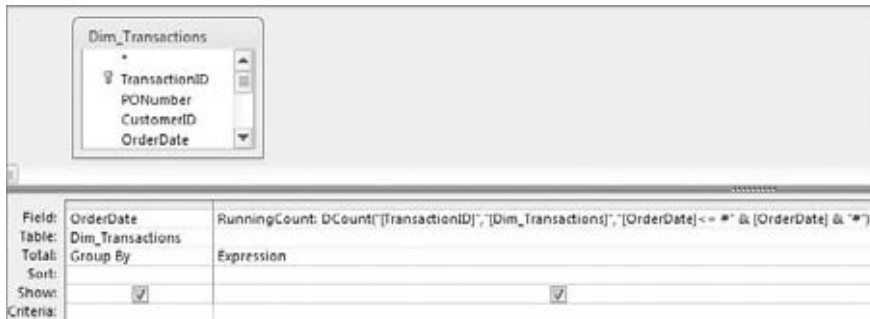 Dim_Transactions
*
TransactionID
PONumber
CustomerID
OrderDate
Field: OrderDate RunningCount: DCount("[TransactionID]","[Dim_Transactions]","[OrderDate]<= #" & [OrderDate] & "#")
Table: Dim_Transactions
Total: Group By Expression
Sort:
Show:
Criteria: